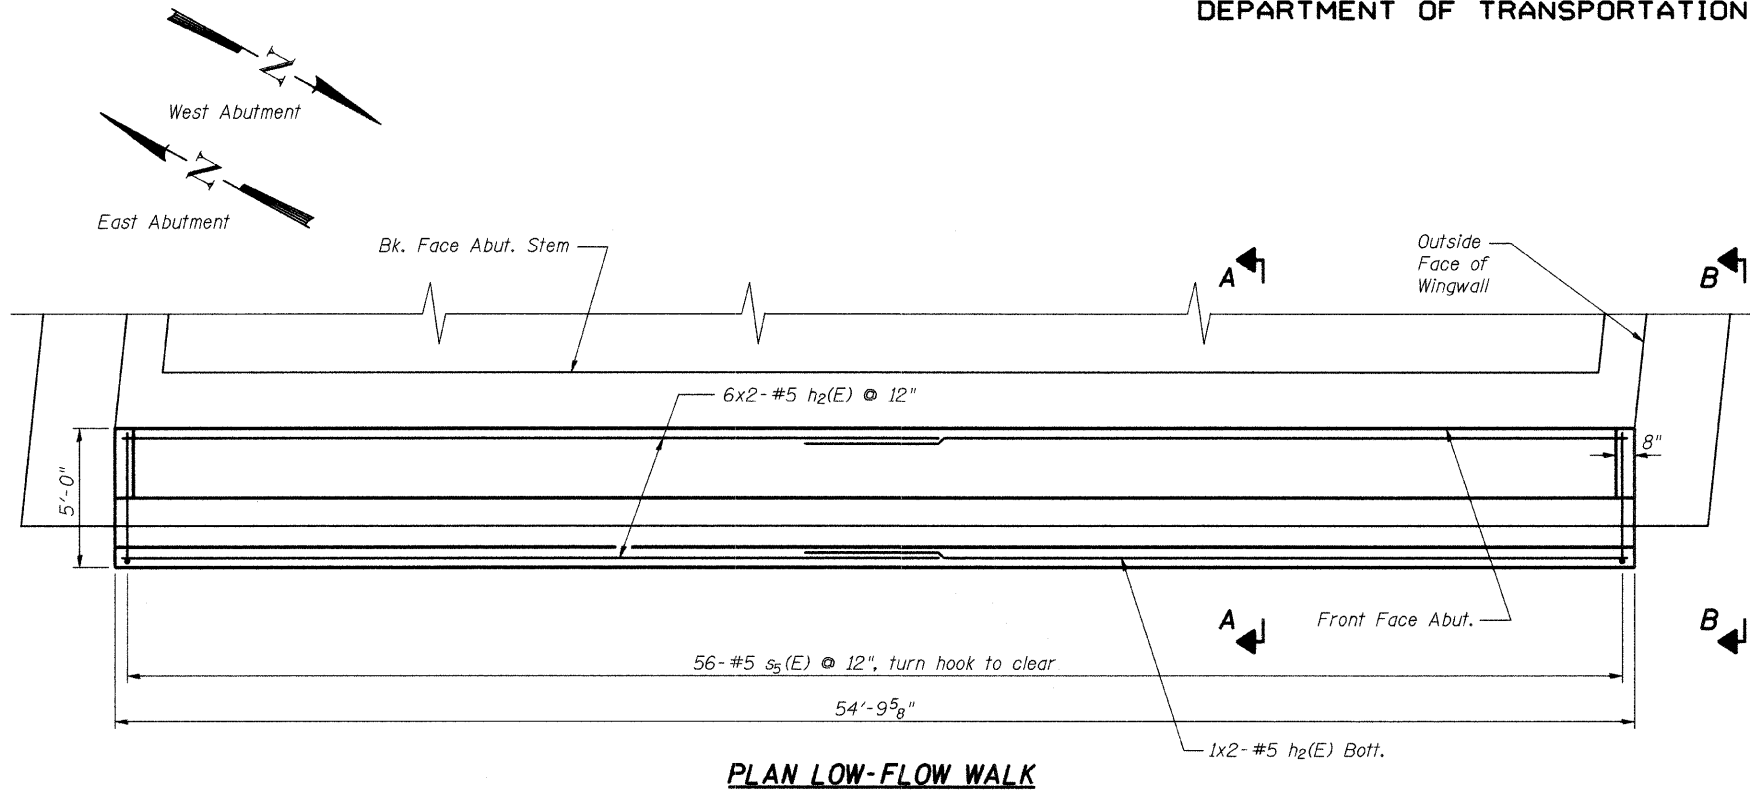 DEPARTMENT OF TRANSPORTATION
N
West Abutment
N
East Abutment
Bk. Face Abut. Stem
A
Outside
Face of
Wingwall
B
6x2-#5 h2(E) @ 12"
8"
5'-0"
A
Front Face Abut.
B
56-#5 s5(E) @ 12", turn hook to clear
54'-9 5/8"
1x2-#5 h2(E) Bott.
PLAN LOW-FLOW WALK